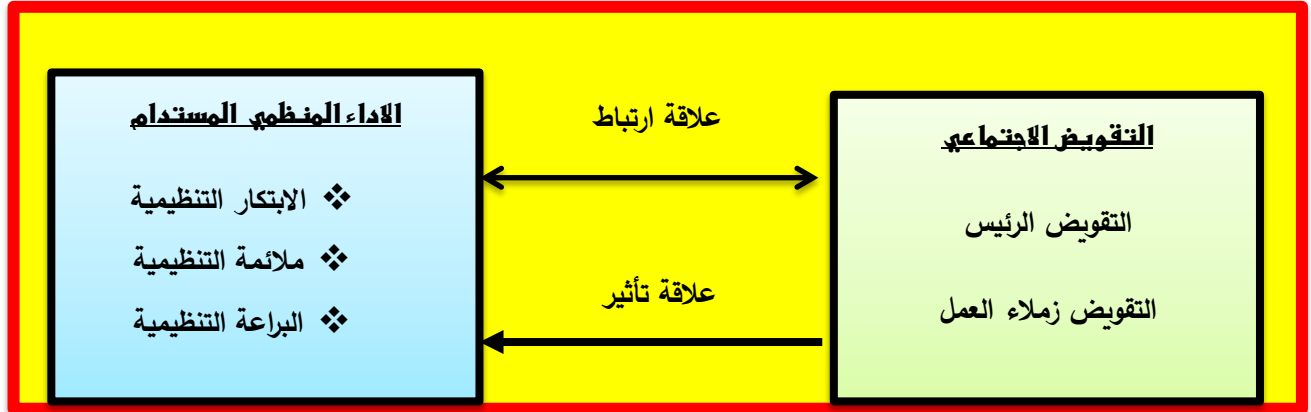 التقويض الاجتماعي
التقويض الرئيس
التقويض زملاء العمل
علاقة ارتباط
علاقة تأثير
الاداء المنظمي المستدام
❖ الابتكار التنظيمية
❖ ملائمة التنظيمية
❖ البراعة التنظيمية